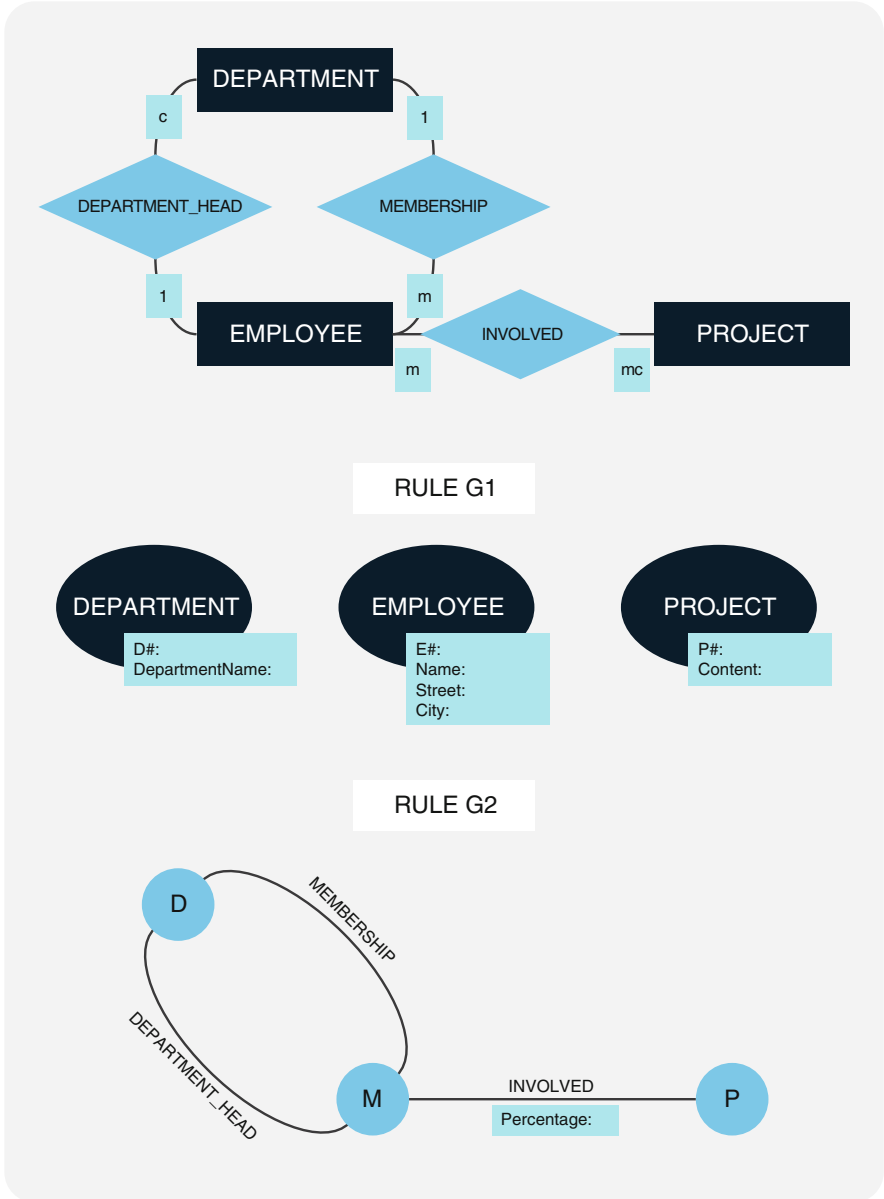 DEPARTMENT
c
1
DEPARTMENT_HEAD
MEMBERSHIP
1
m
EMPLOYEE
INVOLVED
PROJECT
m
mc
RULE G1
DEPARTMENT
D#:
DepartmentName:
EMPLOYEE
E#:
Name:
Street:
City:
PROJECT
P#:
Content:
RULE G2
D
MEMBERSHIP
DEPARTMENT_HEAD
M
INVOLVED
Percentage:
P